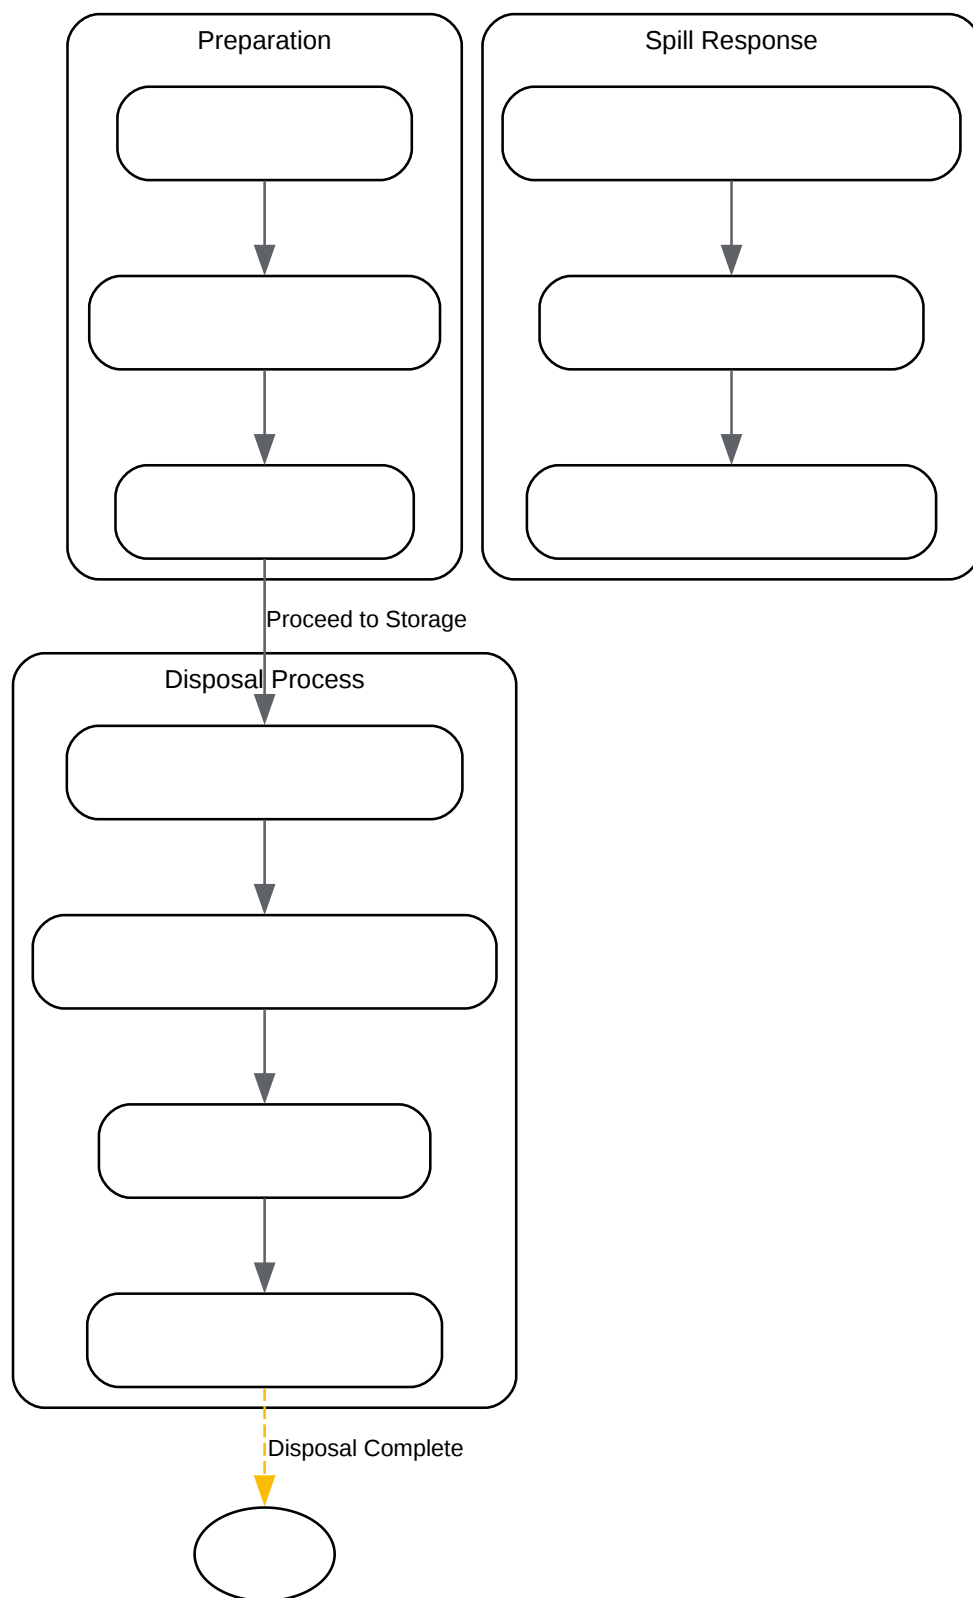 Preparation
Spill Response
Proceed to Storage
Disposal Process
Disposal Complete